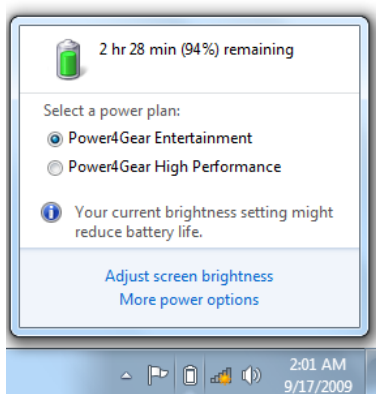 2 hr 28 min (94%) remaining
Select a power plan:
Power4Gear Entertainment
Power4Gear High Performance
Your current brightness setting might
reduce battery life.
Adjust screen brightness
More power options
2:01 AM
9/17/2009